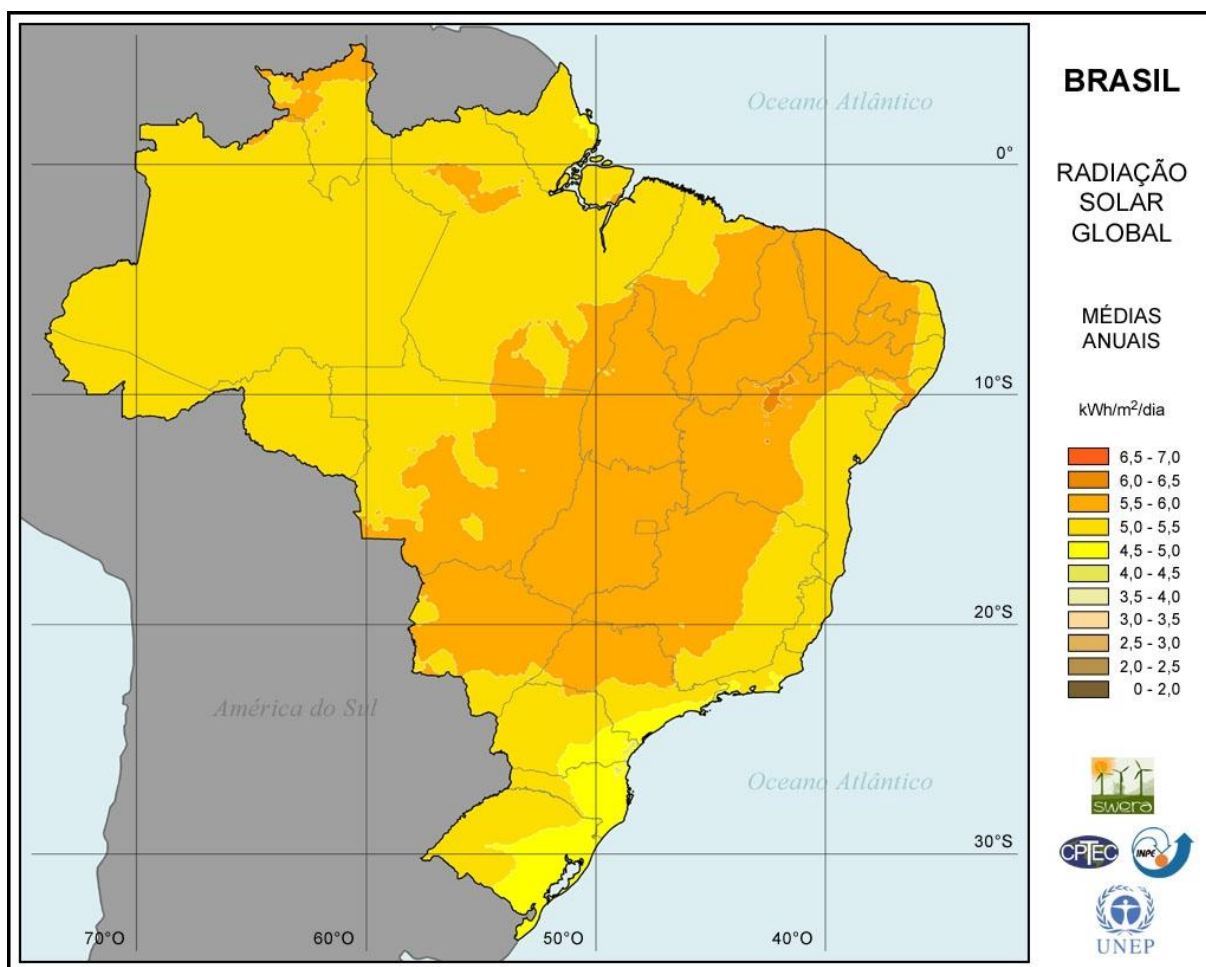 BRASIL
RADIAÇÃO
SOLAR
GLOBAL
MÉDIAS
ANUAIS
kWh/m²/dia
6,5 - 7,0
6,0 - 6,5
5,5 - 6,0
5,0 - 5,5
4,5 - 5,0
4,0 - 4,5
3,5 - 4,0
3,0 - 3,5
2,5 - 3,0
2,0 - 2,5
0 - 2,0
swera
CPTEC
INPE
UNEP
Oceano Atlântico
0°
10°S
20°S
América do Sul
Oceano Atlântico
30°S
70°O
60°O
50°O
40°O